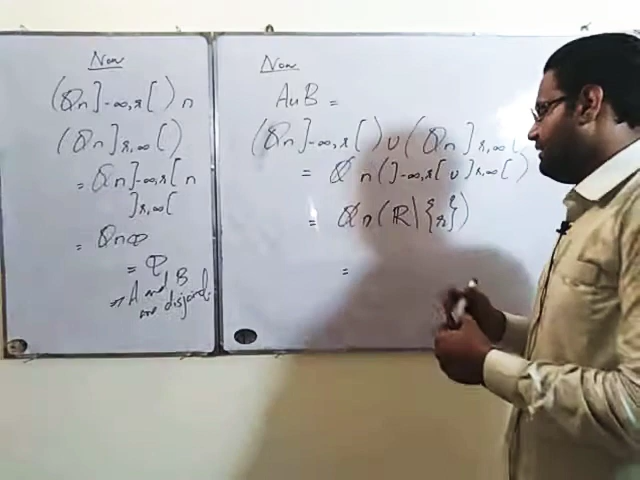 Now
(Q∩]-∞,r[)∩
(Q∩]r,∞[)
= Q∩]-∞,r[∩
]r,∞[
= Q∩φ
= φ
⇒ A and B
are disjoint.
Now
A∪B =
(Q∩]-∞,r[)∪(Q∩]r,∞[
= Q∩(]-∞,r[∪]r,∞[)
= Q∩(R\{r})
=